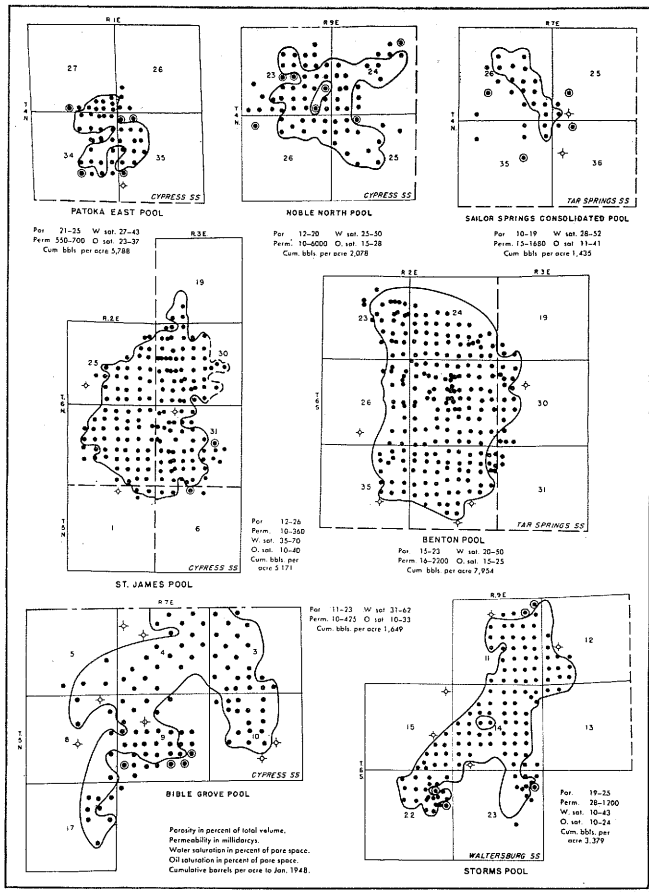 R.1E
27
26
T
4
N
34
35
CYPRESS SS
PATOKA EAST POOL
Por 21-25 W sat. 27-43
Perm 550-700 O sat. 23-37
Cum. bbls per acre 5,788
R.9E
23
24
T
4
N.
26
25
CYPRESS SS
NOBLE NORTH POOL
Por 12-20 W sat. 25-50
Perm. 10-6000 O. sat. 15-28
Cum. bbls per acre 2,078
R.7E
26
25
T
4
N
35
36
TAR SPRINGS SS
SAILOR SPRINGS CONSOLIDATED POOL
Por 10-19 W sat. 28-52
Perm. 15-1680 O sat. 11-41
Cum. bbls per acre 1,435
R.3E
19
R.2E
25
30
T.
6
N.
31
T
5
N
1
6
CYPRESS SS
ST. JAMES POOL
Por 12-26
Perm. 10-360
W. sat. 35-70
O. sat. 10-40
Cum. bbls per
acre 5 171
R 2E
R 3E
23
24
19
T
6
S
26
30
35
31
TAR SPRINGS SS
BENTON POOL
Por 15-23 W sat. 20-50
Perm. 16-2200 O. sat. 15-25
Cum. bbls per acre 7,954
R.7E
5
4
3
T
5
N
8
9
10
CYPRESS SS
17
BIBLE GROVE POOL
Por 11-23 W sat 31-62
Perm. 10-425 O sat. 10-33
Cum. bbls. per acre 1,649
Porosity in percent of total volume.
Permeability in millidarcys.
Water saturation in percent of pore space.
Oil saturation in percent of pore space.
Cumulative barrels per acre to Jan. 1948.
R.9E
11
12
15
14
13
T
6
S
22
23
WALTERSBURG SS
STORMS POOL
Por. 19-25
Perm. 28-1200
W sat. 10-43
O sat. 10-24
Cum. bbls. per
acre 3.379